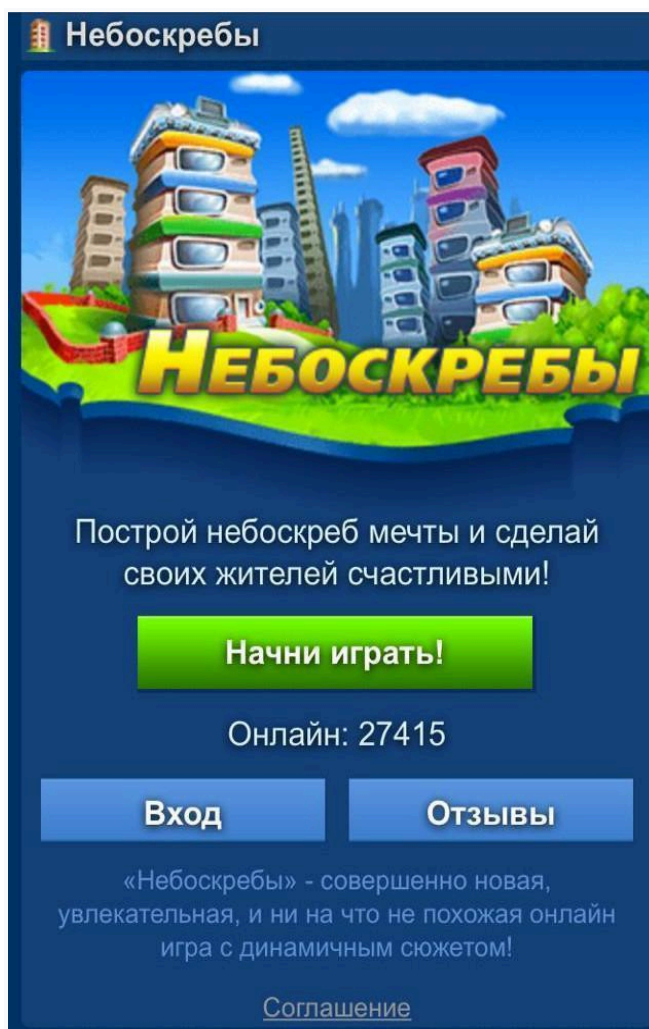 Небоскребы
Небоскребы
Построй небоскреб мечты и сделай
своих жителей счастливыми!
Начни играть!
Онлайн: 27415
Вход
Отзывы
«Небоскребы» - совершенно новая,
увлекательная, и ни на что не похожая онлайн
игра с динамичным сюжетом!
Соглашение